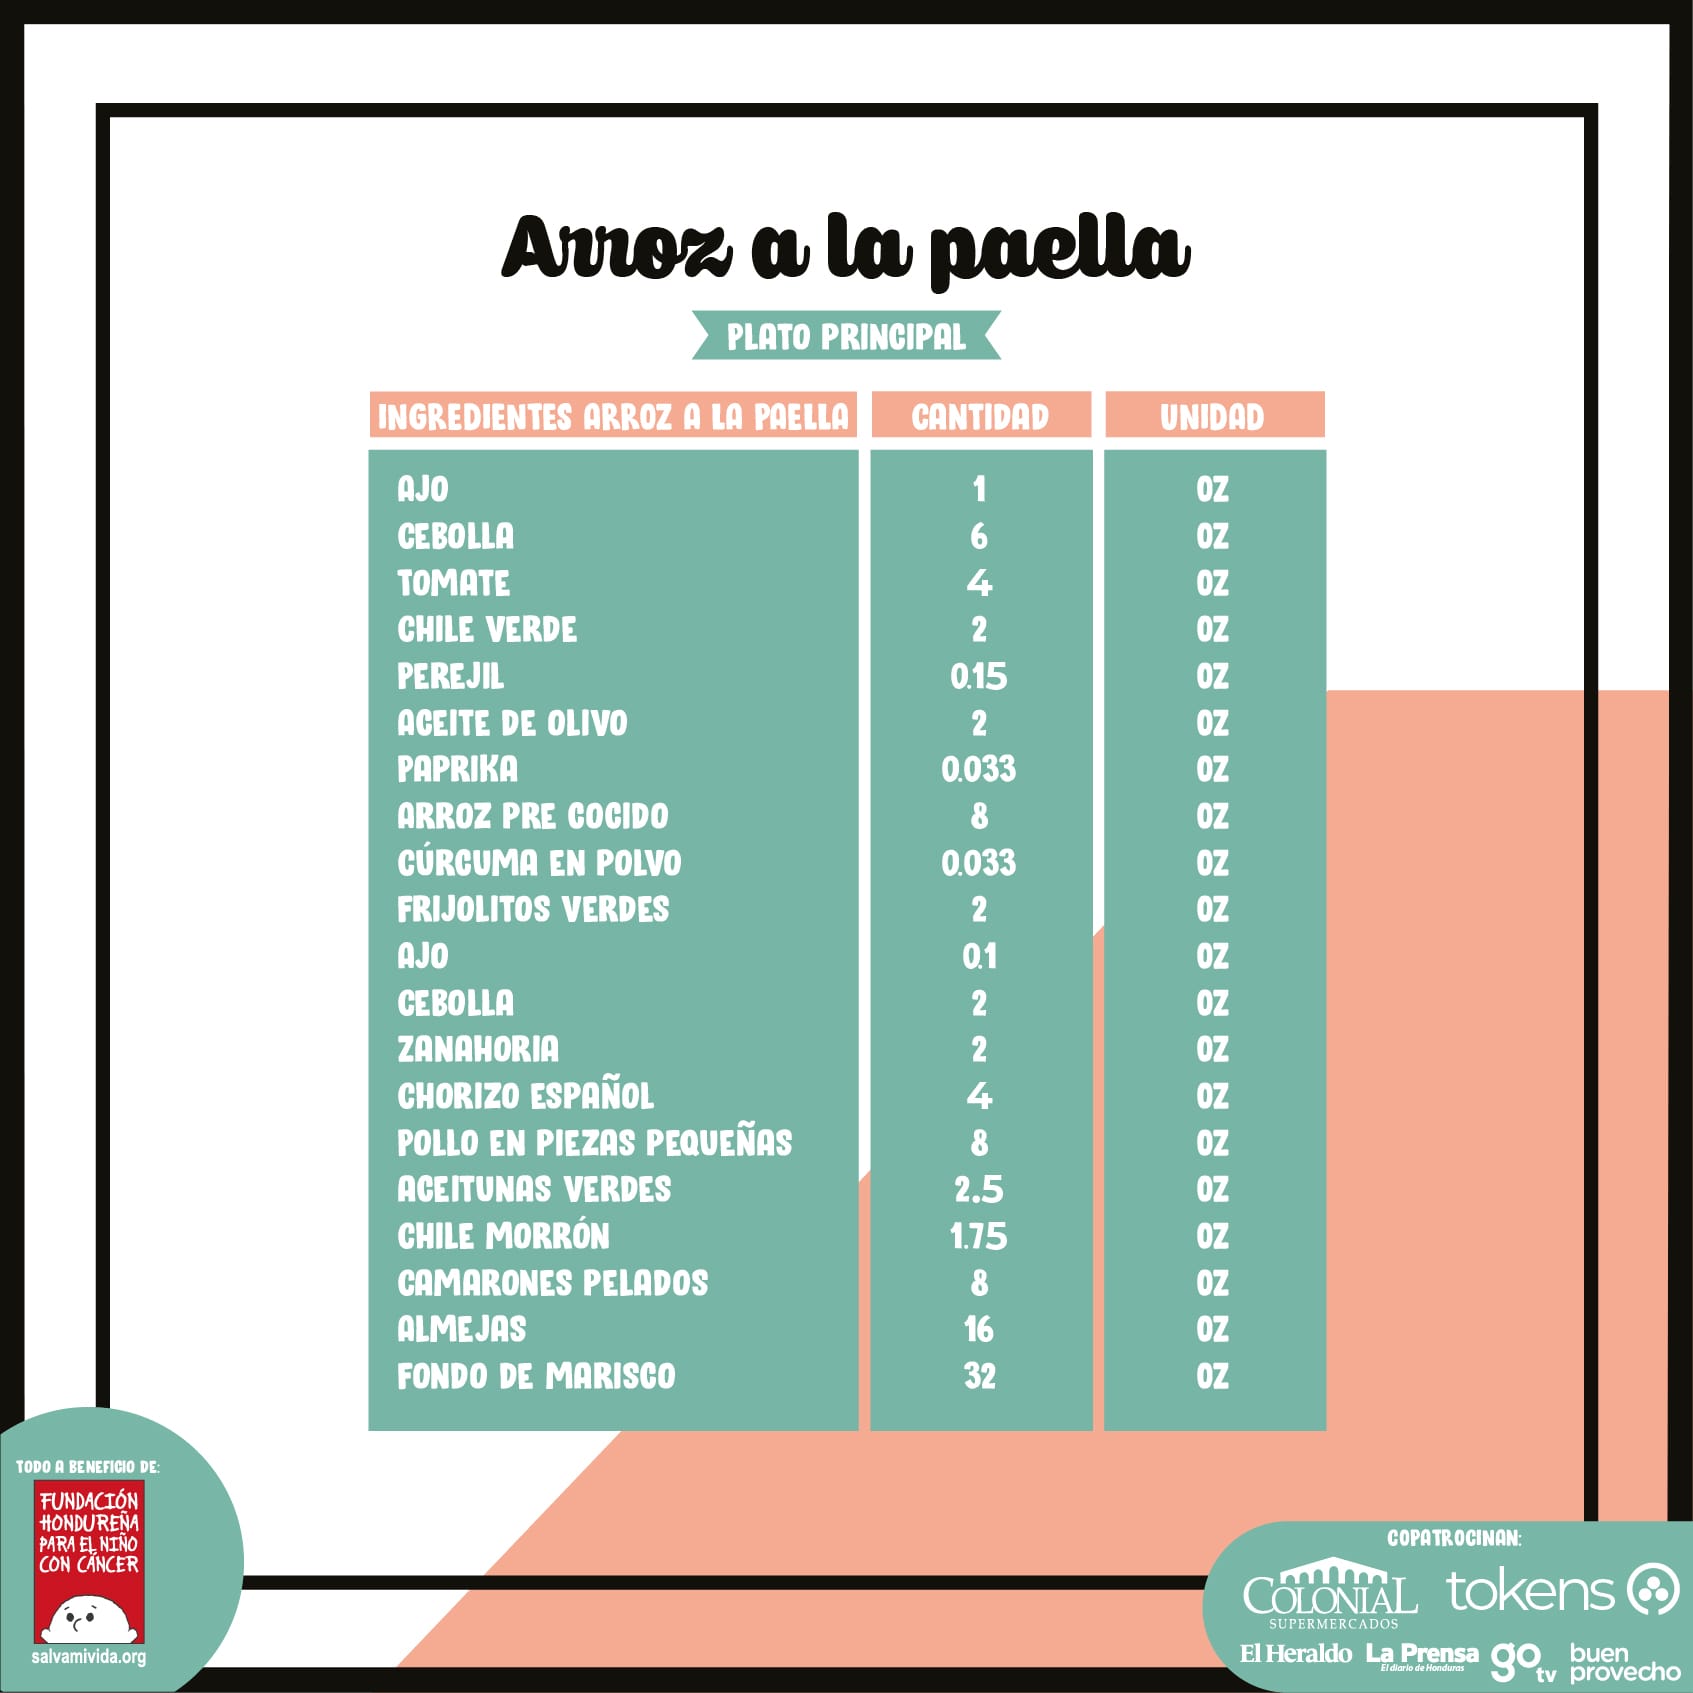 Arroz a la paella
PLATO PRINCIPAL
INGREDIENTES ARROZ A LA PAELLA CANTIDAD UNIDAD
AJO 1 OZ
CEBOLLA 6 OZ
TOMATE 4 OZ
CHILE VERDE 2 OZ
PEREJIL 0.15 OZ
ACEITE DE OLIVO 2 OZ
PAPRIKA 0.033 OZ
ARROZ PRE COCIDO 8 OZ
CÚRCUMA EN POLVO 0.033 OZ
FRIJOLITOS VERDES 2 OZ
AJO 0.1 OZ
CEBOLLA 2 OZ
ZANAHORIA 2 OZ
CHORIZO ESPAÑOL 4 OZ
POLLO EN PIEZAS PEQUEÑAS 8 OZ
ACEITUNAS VERDES 2.5 OZ
CHILE MORRÓN 1.75 OZ
CAMARONES PELADOS 8 OZ
ALMEJAS 16 OZ
FONDO DE MARISCO 32 OZ
TODO A BENEFICIO DE:
FUNDACIÓN
HONDUREÑA
PARA EL NIÑO
CON CÁNCER
salvamivida.org
COPATROCINAN:
COLONIAL
SUPERMERCADOS
tokens
El Heraldo
La Prensa
El diario de Honduras
go tv
buen
provecho